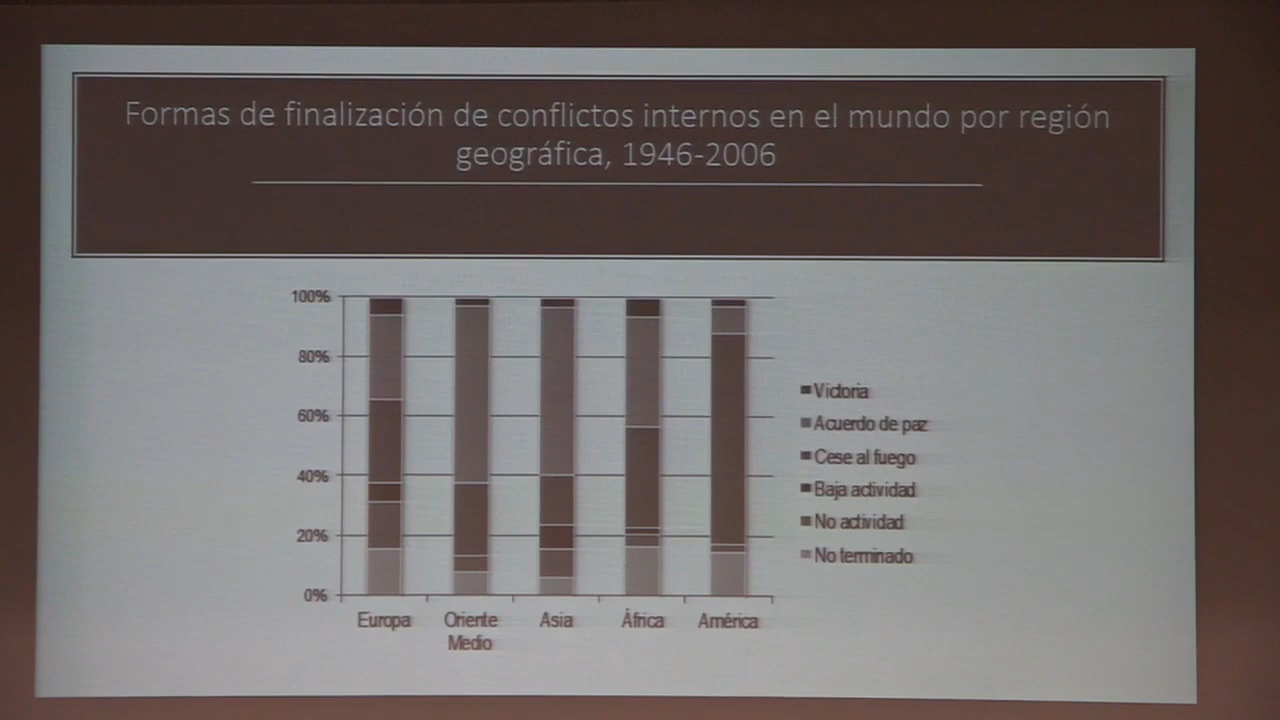 Formas de finalización de conflictos internos en el mundo por región
geográfica, 1946-2006
100%
80%
60%
40%
20%
0%
Europa
Oriente
Medio
Asia
África
América
Victoria
Acuerdo de paz
Cese al fuego
Baja actividad
No actividad
No terminado